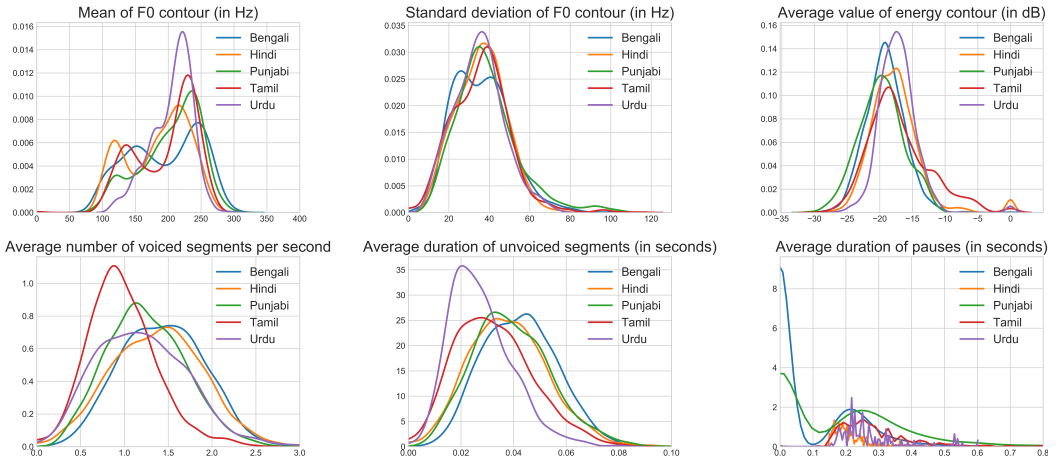 Mean of F0 contour (in Hz)
0.016
0.014
0.012
0.010
0.008
0.006
0.004
0.002
0.000
0 50 100 150 200 250 300 350 400
Bengali
Hindi
Punjabi
Tamil
Urdu
Standard deviation of F0 contour (in Hz)
0.035
0.030
0.025
0.020
0.015
0.010
0.005
0.000
0 20 40 60 80 100 120
Bengali
Hindi
Punjabi
Tamil
Urdu
Average value of energy contour (in dB)
0.16
0.14
0.12
0.10
0.08
0.06
0.04
0.02
0.00
−35 −30 −25 −20 −15 −10 −5 0
Bengali
Hindi
Punjabi
Tamil
Urdu
Average number of voiced segments per second
1.0
0.8
0.6
0.4
0.2
0.0
0.0 0.5 1.0 1.5 2.0 2.5 3.0
Bengali
Hindi
Punjabi
Tamil
Urdu
Average duration of unvoiced segments (in seconds)
35
30
25
20
15
10
5
0
0.00 0.02 0.04 0.06 0.08 0.10
Bengali
Hindi
Punjabi
Tamil
Urdu
Average duration of pauses (in seconds)
8
6
4
2
0
0.0 0.1 0.2 0.3 0.4 0.5 0.6 0.7 0.8
Bengali
Hindi
Punjabi
Tamil
Urdu